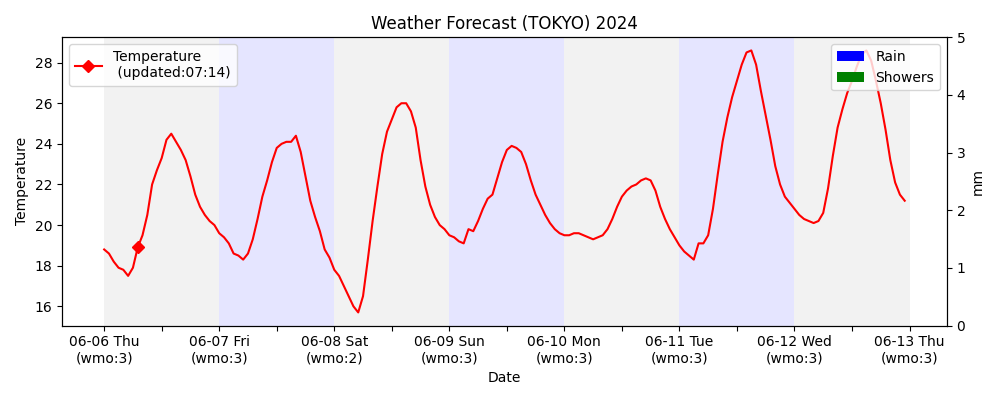 Weather Forecast (TOKYO) 2024
Temperature
(updated:07:14)
Rain
Showers
Temperature
28
26
24
22
20
18
16
5
4
3
2
1
0
mm
06-06 Thu
(wmo:3)
06-07 Fri
(wmo:3)
06-08 Sat
(wmo:2)
06-09 Sun
(wmo:3)
06-10 Mon
(wmo:3)
06-11 Tue
(wmo:3)
06-12 Wed
(wmo:3)
06-13 Thu
(wmo:3)
Date